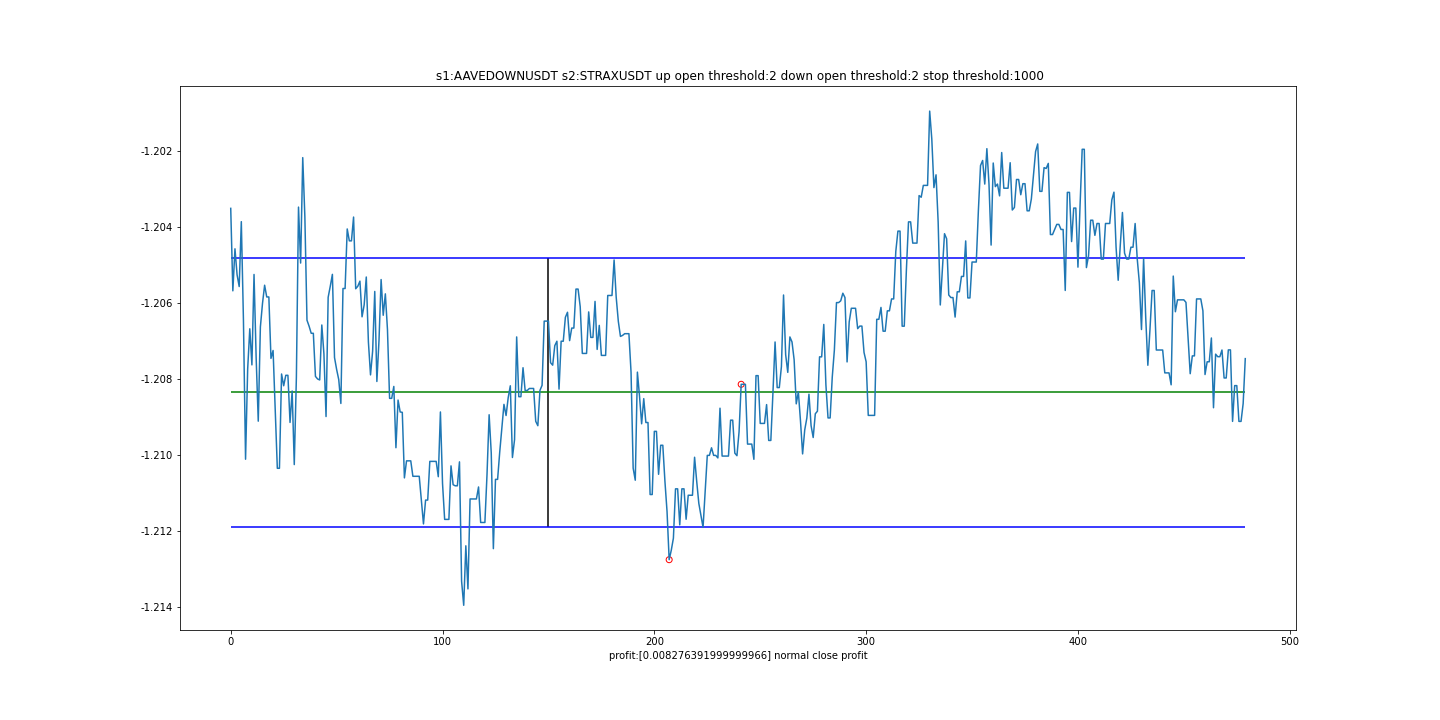 s1:AAVEDOWNUSDT s2:STRAXUSDT up open threshold:2 down open threshold:2 stop threshold:1000
-1.202
-1.204
-1.206
-1.208
-1.210
-1.212
-1.214
0 100 200 300 400 500
profit:[0.008276391999999966] normal close profit